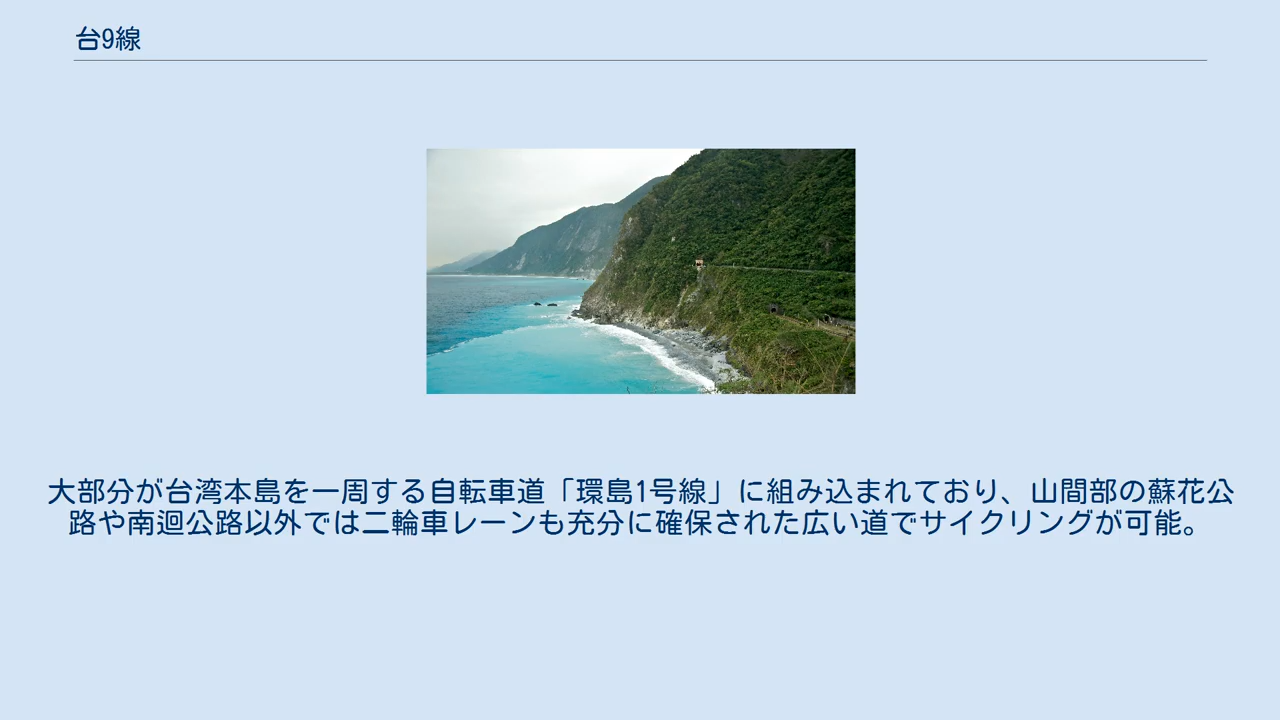 台9線
大部分が台湾本島を一周する自転車道「環島1号線」に組み込まれており、山間部の蘇花公
路や南迴公路以外では二輪車レーンも充分に確保された広い道でサイクリングが可能。